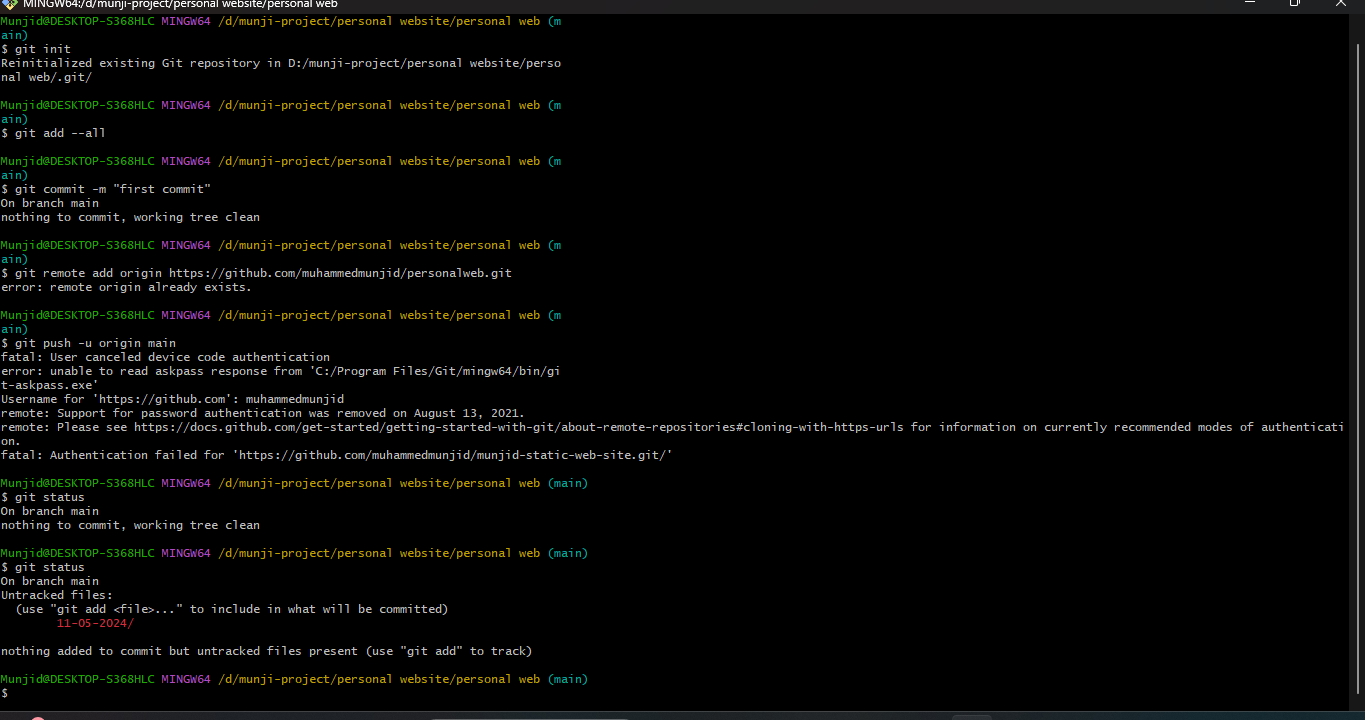 MINGW64:/d/munji-project/personal website/personal web
Munjid@DESKTOP-S368HLC MINGW64 /d/munji-project/personal website/personal web (m
ain)
$ git init
Reinitialized existing Git repository in D:/munji-project/personal website/perso
nal web/.git/
Munjid@DESKTOP-S368HLC MINGW64 /d/munji-project/personal website/personal web (m
ain)
$ git add --all
Munjid@DESKTOP-S368HLC MINGW64 /d/munji-project/personal website/personal web (m
ain)
$ git commit -m "first commit"
On branch main
nothing to commit, working tree clean
Munjid@DESKTOP-S368HLC MINGW64 /d/munji-project/personal website/personal web (m
ain)
$ git remote add origin https://github.com/muhammedmunjid/personalweb.git
error: remote origin already exists.
Munjid@DESKTOP-S368HLC MINGW64 /d/munji-project/personal website/personal web (m
ain)
$ git push -u origin main
fatal: User canceled device code authentication
error: unable to read askpass response from 'C:/Program Files/Git/mingw64/bin/gi
t-askpass.exe'
Username for 'https://github.com': muhammedmunjid
remote: Support for password authentication was removed on August 13, 2021.
remote: Please see https://docs.github.com/get-started/getting-started-with-git/about-remote-repositories#cloning-with-https-urls for information on currently recommended modes of authenticati
on.
fatal: Authentication failed for 'https://github.com/muhammedmunjid/munjid-static-web-site.git/'
Munjid@DESKTOP-S368HLC MINGW64 /d/munji-project/personal website/personal web (main)
$ git status
On branch main
nothing to commit, working tree clean
Munjid@DESKTOP-S368HLC MINGW64 /d/munji-project/personal website/personal web (main)
$ git status
On branch main
Untracked files:
(use "git add <file>..." to include in what will be committed)
11-05-2024/
nothing added to commit but untracked files present (use "git add" to track)
Munjid@DESKTOP-S368HLC MINGW64 /d/munji-project/personal website/personal web (main)
$